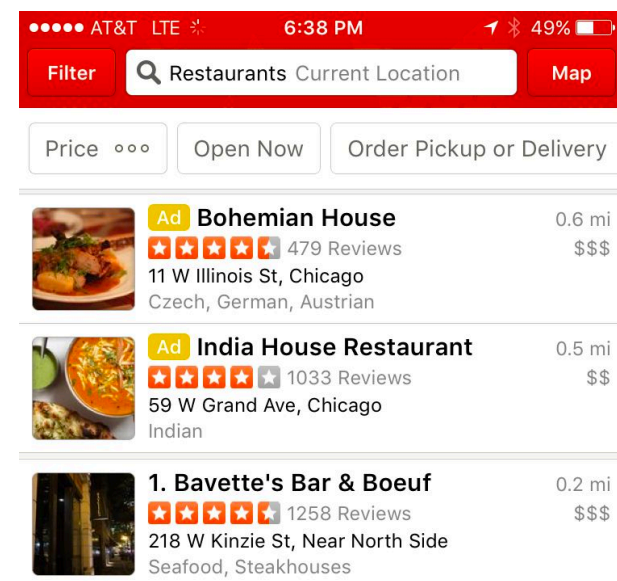 AT&T LTE 6:38 PM 49%
Filter Restaurants Current Location Map
Price ooo Open Now Order Pickup or Delivery
Ad Bohemian House 0.6 mi
479 Reviews $$$
11 W Illinois St, Chicago
Czech, German, Austrian
Ad India House Restaurant 0.5 mi
1033 Reviews $$
59 W Grand Ave, Chicago
Indian
1. Bavette's Bar & Boeuf 0.2 mi
1258 Reviews $$$
218 W Kinzie St, Near North Side
Seafood, Steakhouses